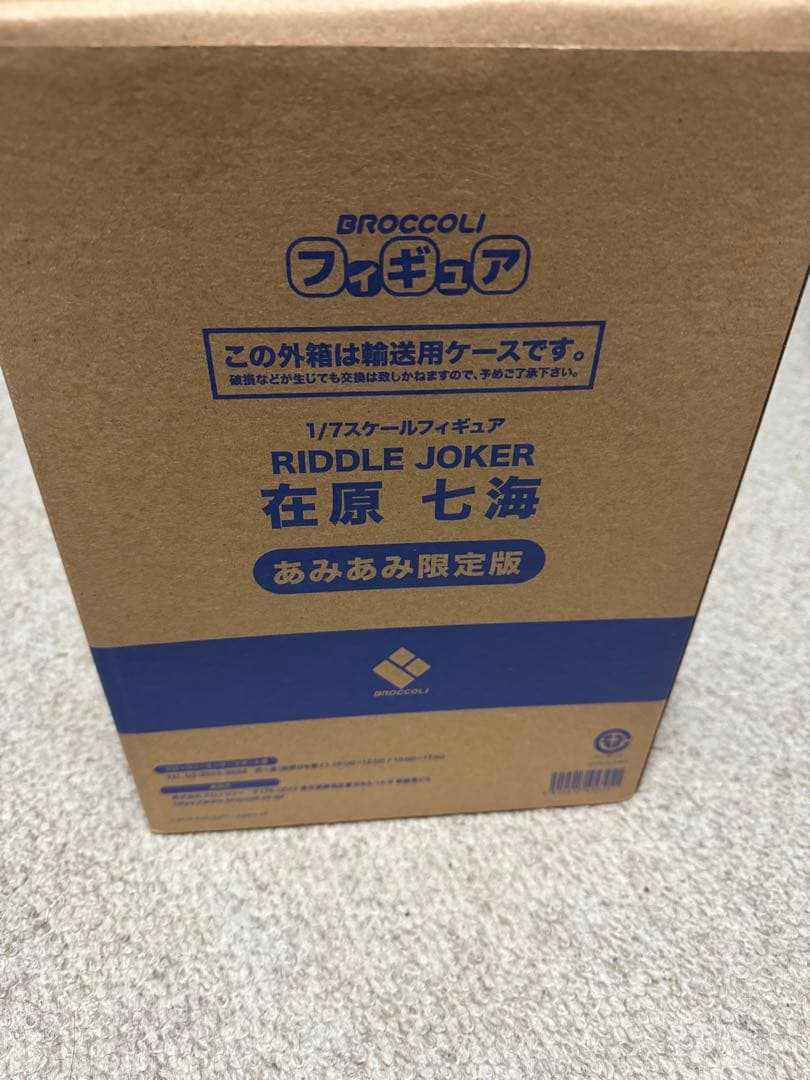 BROCCOLI
フィギュア
この外箱は輸送用ケースです。
破損などが生じても交換は致しかねますので、予めご了承下さい。
1/7スケールフィギュア
RIDDLE JOKER
在原 七海
あみあみ限定版
BROCCOLI